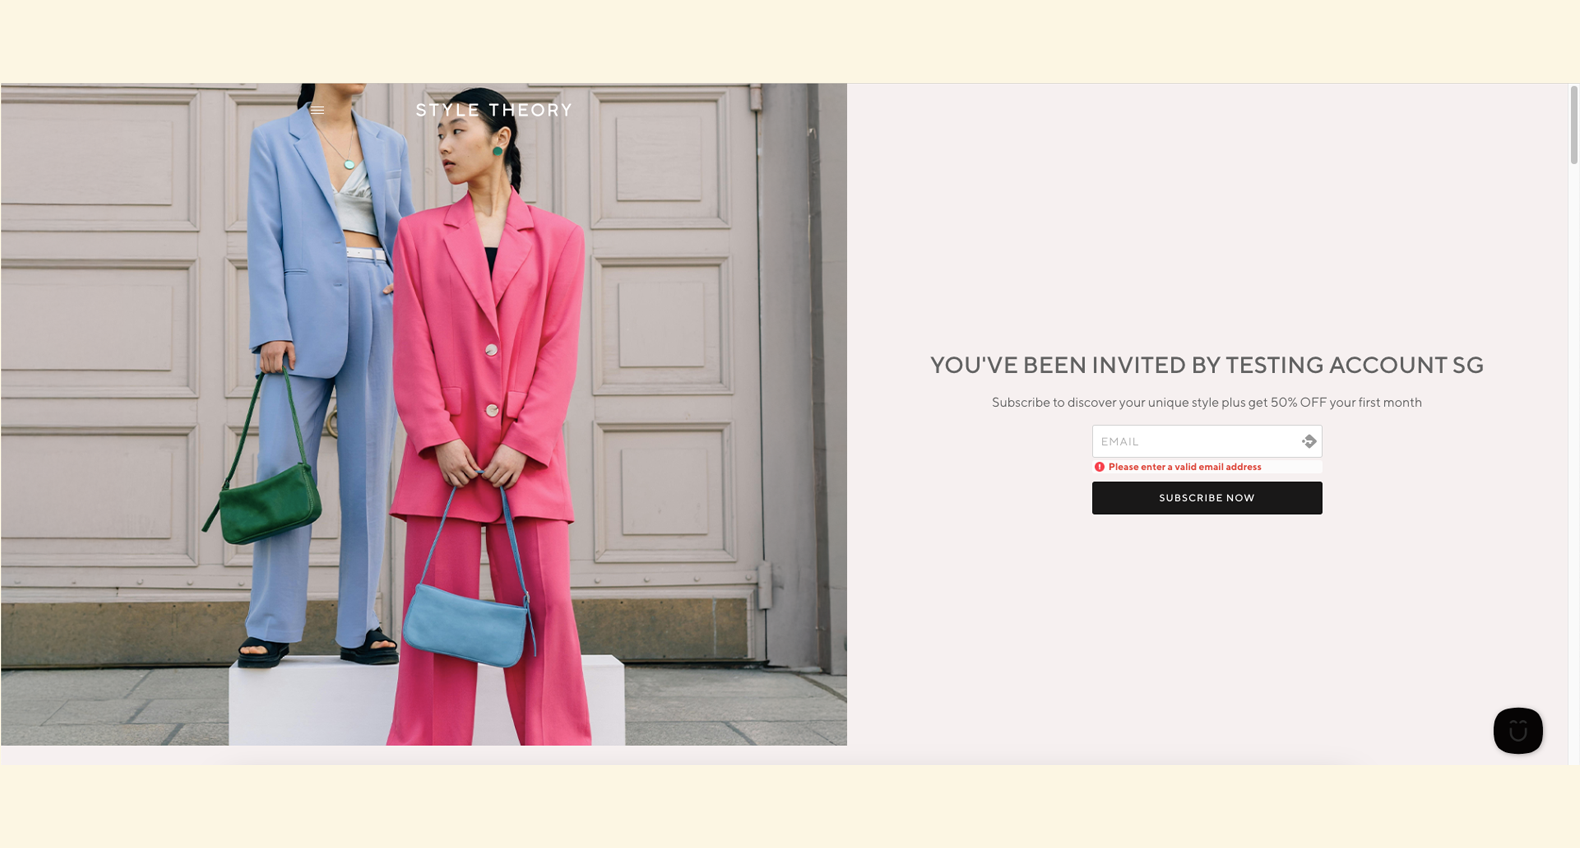 STYLE THEORY
YOU'VE BEEN INVITED BY TESTING ACCOUNT SG
Subscribe to discover your unique style plus get 50% OFF your first month
EMAIL
Please enter a valid email address
SUBSCRIBE NOW